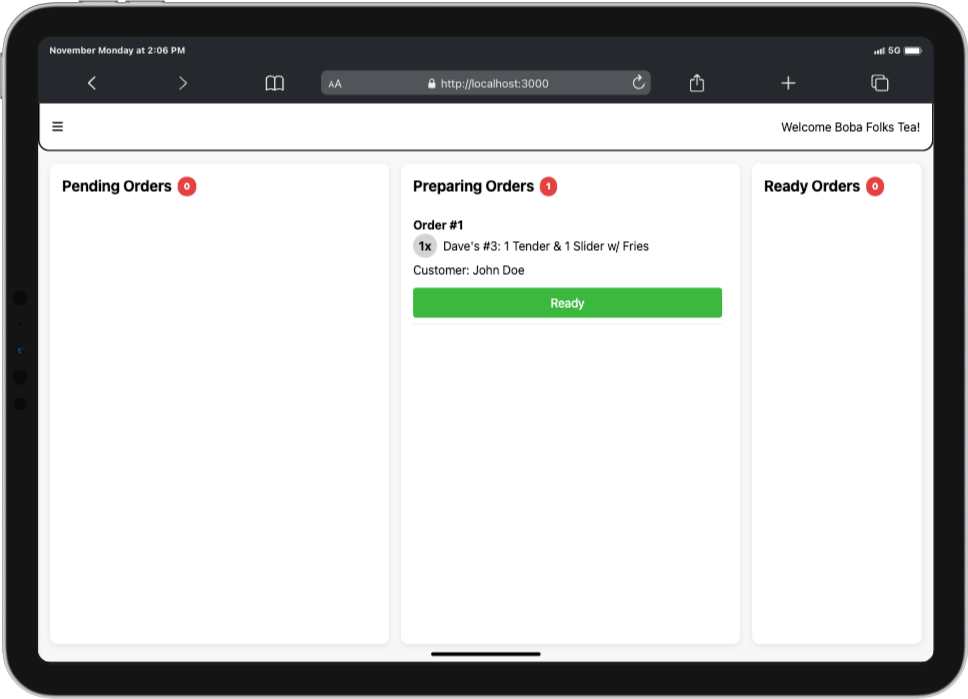 November Monday at 2:06 PM
5G
AA
http://localhost:3000
Welcome Boba Folks Tea!
Pending Orders 0
Preparing Orders 1
Order #1
1x Dave's #3: 1 Tender & 1 Slider w/ Fries
Customer: John Doe
Ready
Ready Orders 0